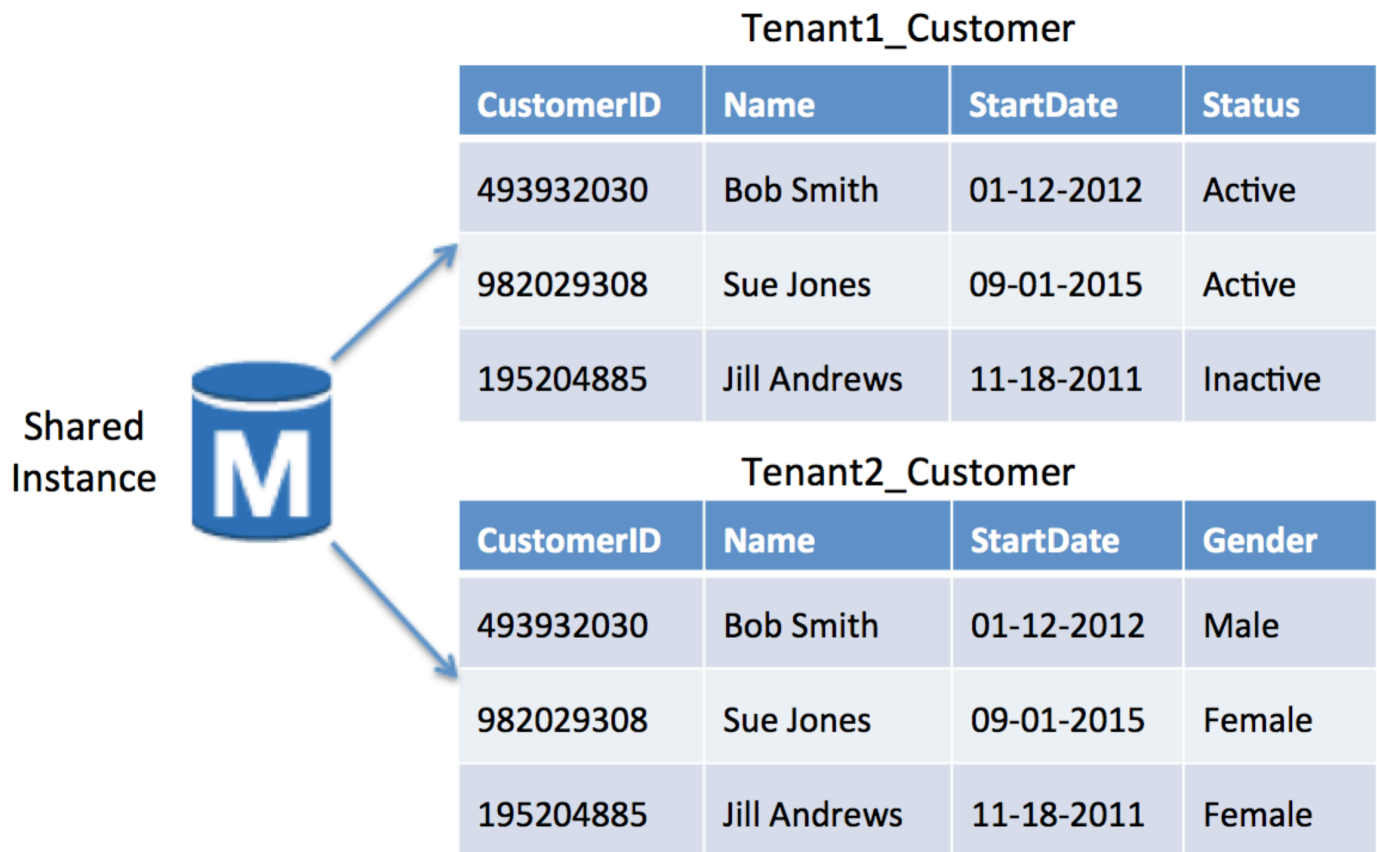 Tenant1_Customer
CustomerID Name StartDate Status
493932030 Bob Smith 01-12-2012 Active
982029308 Sue Jones 09-01-2015 Active
195204885 Jill Andrews 11-18-2011 Inactive
Shared
Instance
M
Tenant2_Customer
CustomerID Name StartDate Gender
493932030 Bob Smith 01-12-2012 Male
982029308 Sue Jones 09-01-2015 Female
195204885 Jill Andrews 11-18-2011 Female